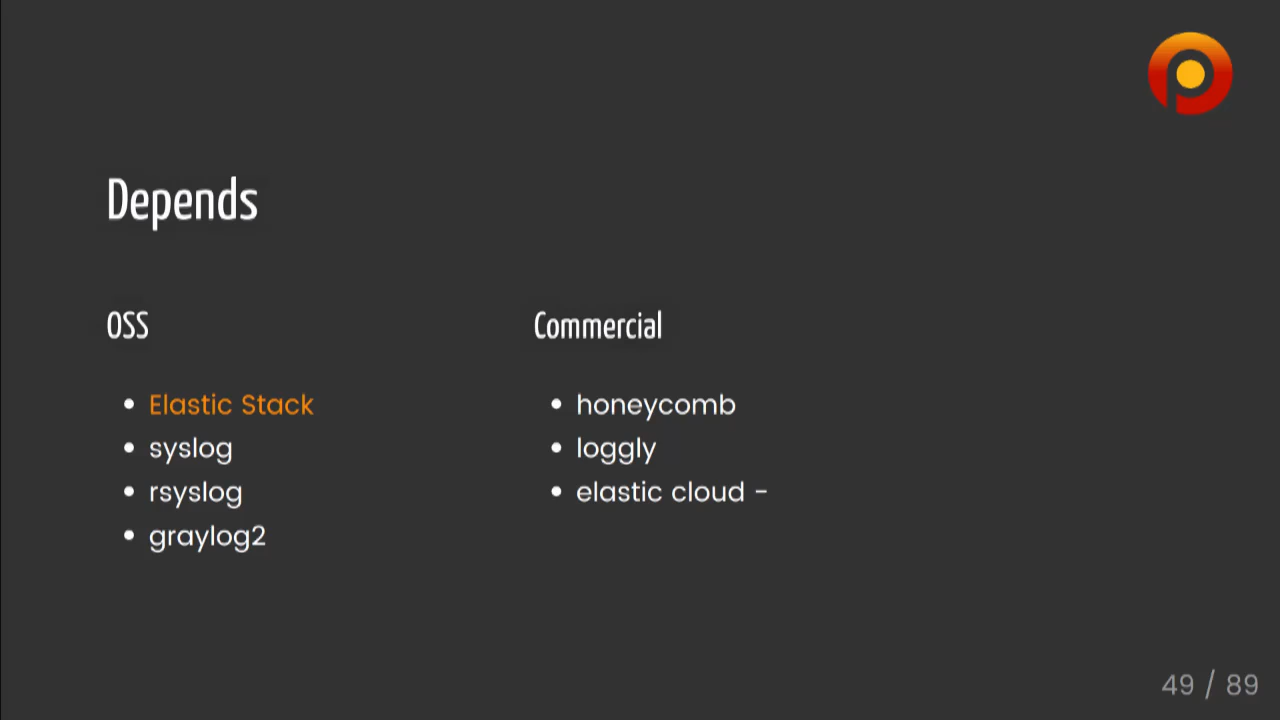 Depends
OSS
Elastic Stack
syslog
rsyslog
graylog2
Commercial
honeycomb
loggly
elastic cloud -
49 / 89